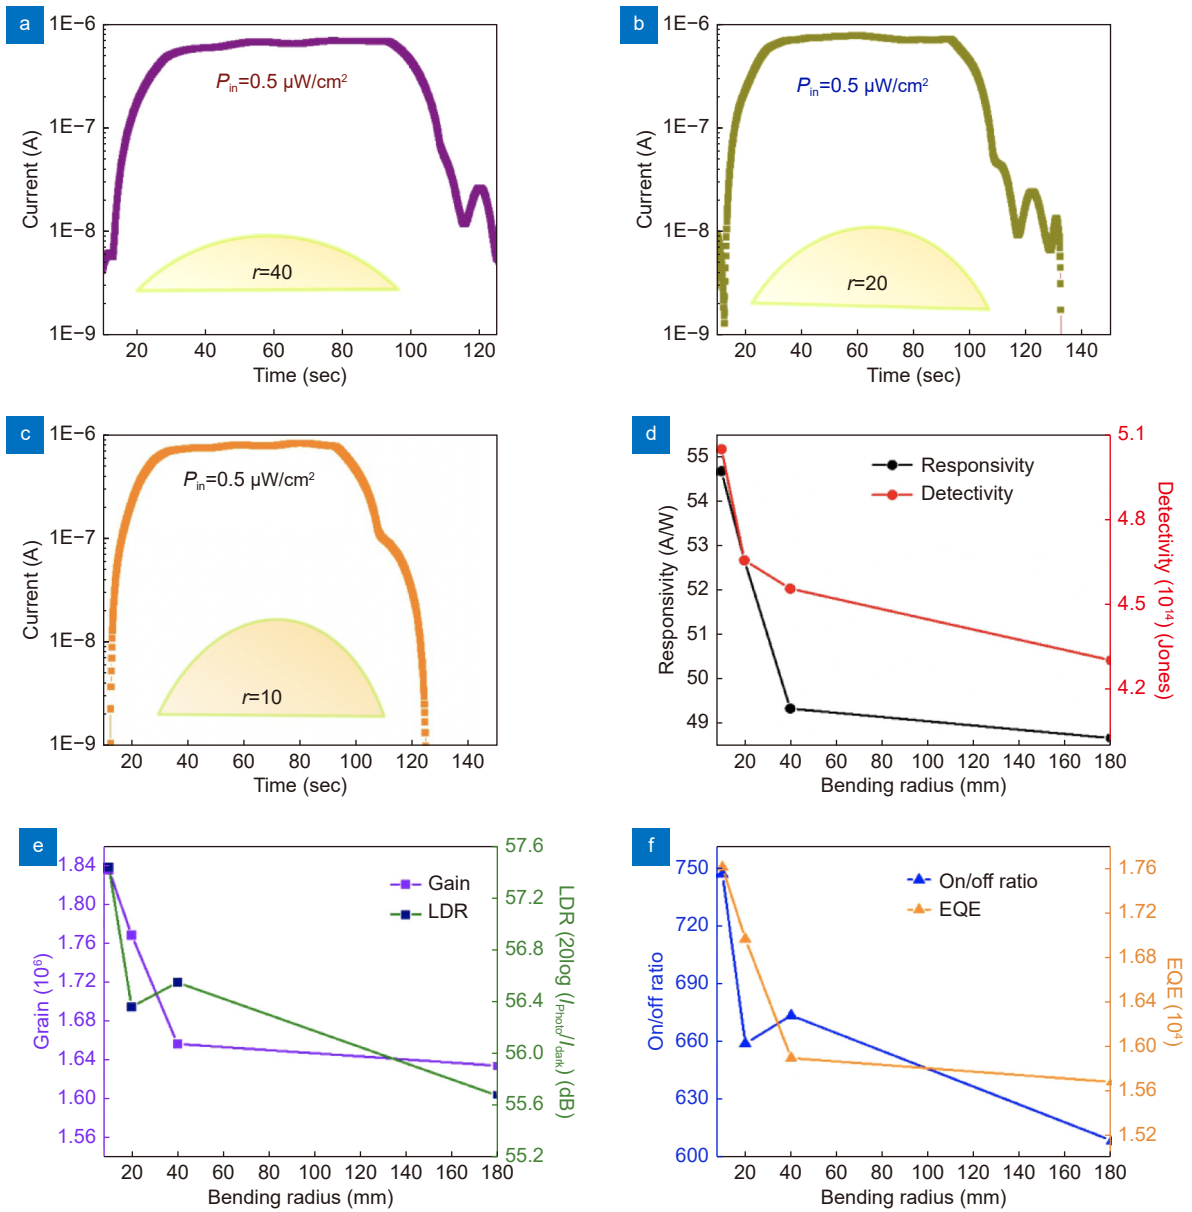 a
1E−6
1E−7
1E−8
1E−9
Current (A)
Pin=0.5 μW/cm²
r=40
20 40 60 80 100 120
Time (sec)
b
1E−6
1E−7
1E−8
1E−9
Current (A)
Pin=0.5 μW/cm²
r=20
20 40 60 80 100 120 140
Time (sec)
c
1E−6
1E−7
1E−8
1E−9
Current (A)
Pin=0.5 μW/cm²
r=10
20 40 60 80 100 120 140
Time (sec)
d
55
54
53
52
51
50
49
Responsivity (A/W)
Responsivity
Detectivity
5.1
4.8
4.5
4.2
Detectivity (10¹⁴) (Jones)
20 40 60 80 100 120 140 160 180
Bending radius (mm)
e
1.84
1.80
1.76
1.72
1.68
1.64
1.60
1.56
Grain (10⁶)
Gain
LDR
57.6
57.2
56.8
56.4
56.0
55.6
55.2
LDR (20log (IPhoto/Idark) (dB)
20 40 60 80 100 120 140 160 180
Bending radius (mm)
f
750
720
690
660
630
600
On/off ratio
On/off ratio
EQE
1.76
1.72
1.68
1.64
1.60
1.56
1.52
EQE (10⁴)
20 40 60 80 100 120 140 160 180
Bending radius (mm)